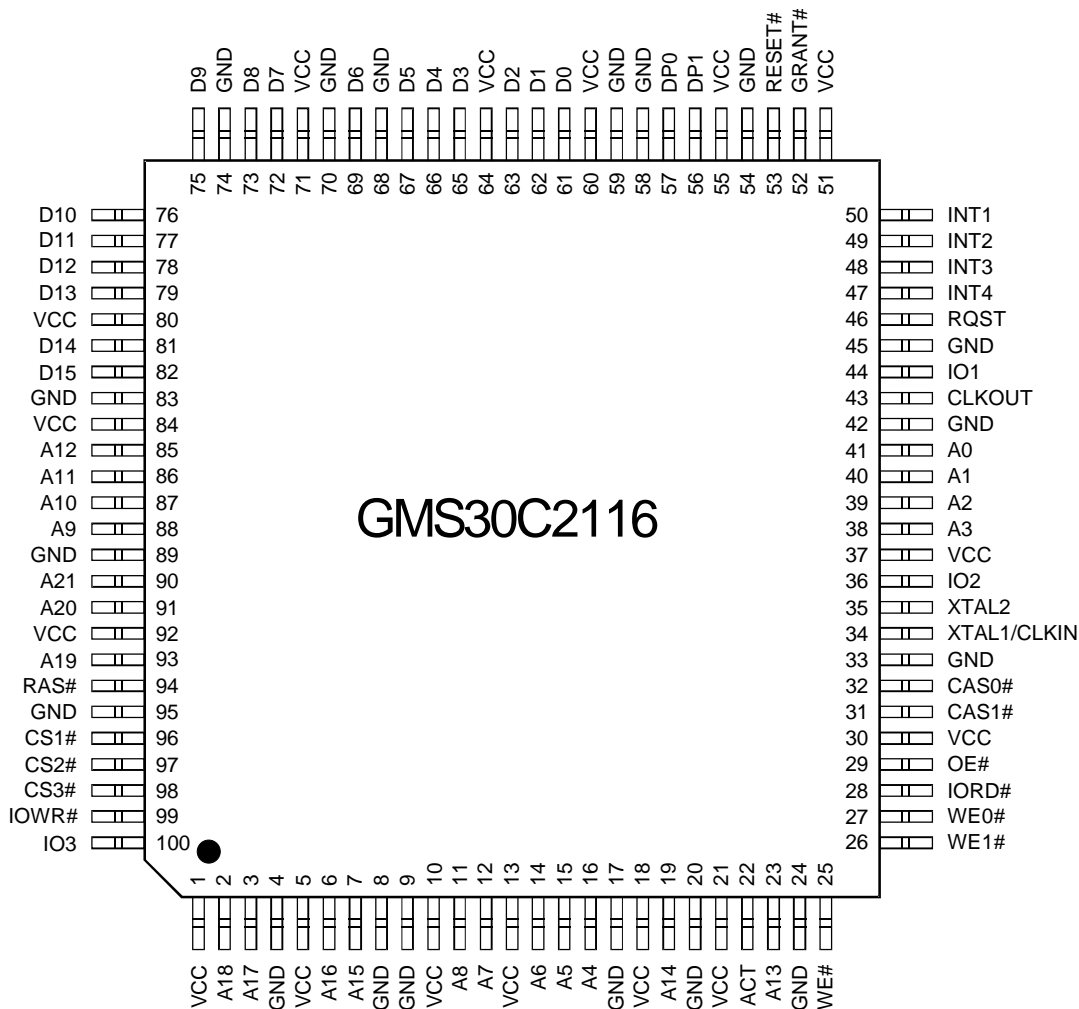 D9 GND D8 D7 VCC GND D6 GND D5 D4 D3 VCC D2 D1 D0 VCC GND GND DP0 DP1 VCC GND RESET# GRANT# VCC
75 74 73 72 71 70 69 68 67 66 65 64 63 62 61 60 59 58 57 56 55 54 53 52 51
D10 76 50 INT1
D11 77 49 INT2
D12 78 48 INT3
D13 79 47 INT4
VCC 80 46 RQST
D14 81 45 GND
D15 82 44 IO1
GND 83 43 CLKOUT
VCC 84 42 GND
A12 85 41 A0
A11 86 40 A1
A10 87 39 A2
GMS30C2116
A9 88 38 A3
GND 89 37 VCC
A21 90 36 IO2
A20 91 35 XTAL2
VCC 92 34 XTAL1/CLKIN
A19 93 33 GND
RAS# 94 32 CAS0#
GND 95 31 CAS1#
CS1# 96 30 VCC
CS2# 97 29 OE#
CS3# 98 28 IORD#
IOWR# 99 27 WE0#
IO3 100 26 WE1#
1 2 3 4 5 6 7 8 9 10 11 12 13 14 15 16 17 18 19 20 21 22 23 24 25
VCC A18 A17 GND VCC A16 A15 GND GND VCC A8 A7 VCC A6 A5 A4 GND VCC A14 GND VCC ACT A13 GND WE#